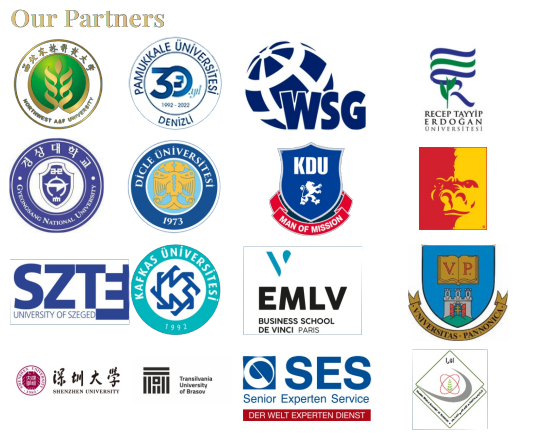 Our Partners
西北农林科技大学
NORTHWEST A&F UNIVERSITY
PAMUKKALE ÜNİVERSİTESİ
30.yıl
1992 - 2022
DENİZLİ
WSG
RECEP TAYYİP
ERDOĞAN
ÜNİVERSİTESİ
경상대학교
GYEONGSANG NATIONAL UNIVERSITY
DİCLE ÜNİVERSİTESİ
1973
KDU
MAN OF MISSION
SZTE
UNIVERSITY OF SZEGED
KAFKAS ÜNİVERSİTESİ
1992
EMLV
BUSINESS SCHOOL
DE VINCI PARIS
V P
UNIVERSITAS PANNONICA
深圳大学
SHENZHEN UNIVERSITY
Transilvania
University
of Brasov
SES
Senior Experten Service
DER WELT EXPERTEN DIENST